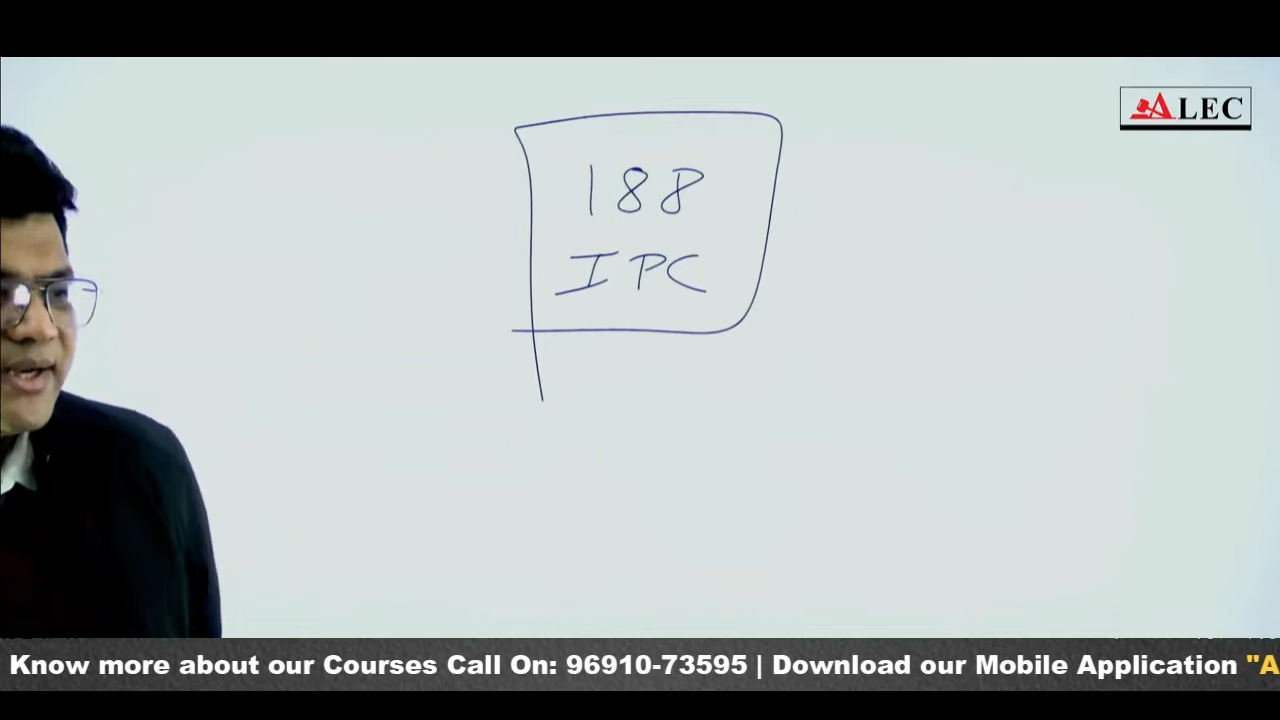 ALEC
188
IPC
Know more about our Courses Call On: 96910-73595 | Download our Mobile Application "A